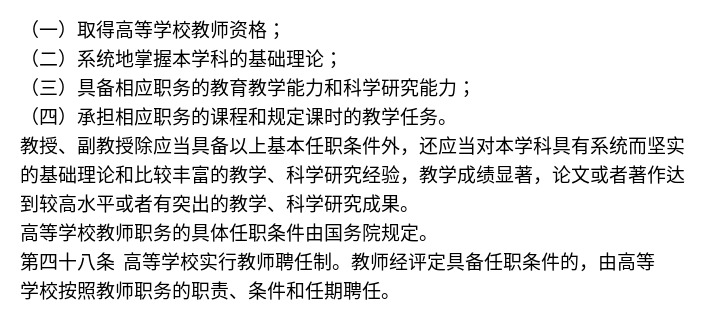 （一）取得高等学校教师资格；
（二）系统地掌握本学科的基础理论；
（三）具备相应职务的教育教学能力和科学研究能力；
（四）承担相应职务的课程和规定课时的教学任务。
教授、副教授除应当具备以上基本任职条件外，还应当对本学科具有系统而坚实
的基础理论和比较丰富的教学、科学研究经验，教学成绩显著，论文或者著作达
到较高水平或者有突出的教学、科学研究成果。
高等学校教师职务的具体任职条件由国务院规定。
第四十八条 高等学校实行教师聘任制。教师经评定具备任职条件的，由高等
学校按照教师职务的职责、条件和任期聘任。